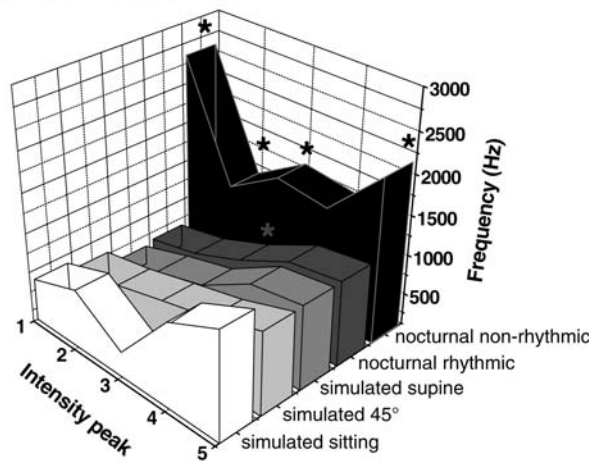 *
3000
2500
2000
1500
1000
500
Frequency (Hz)
*
*
*
*
1
2
3
4
5
Intensity peak
nocturnal non-rhythmic
nocturnal rhythmic
simulated supine
simulated 45°
simulated sitting